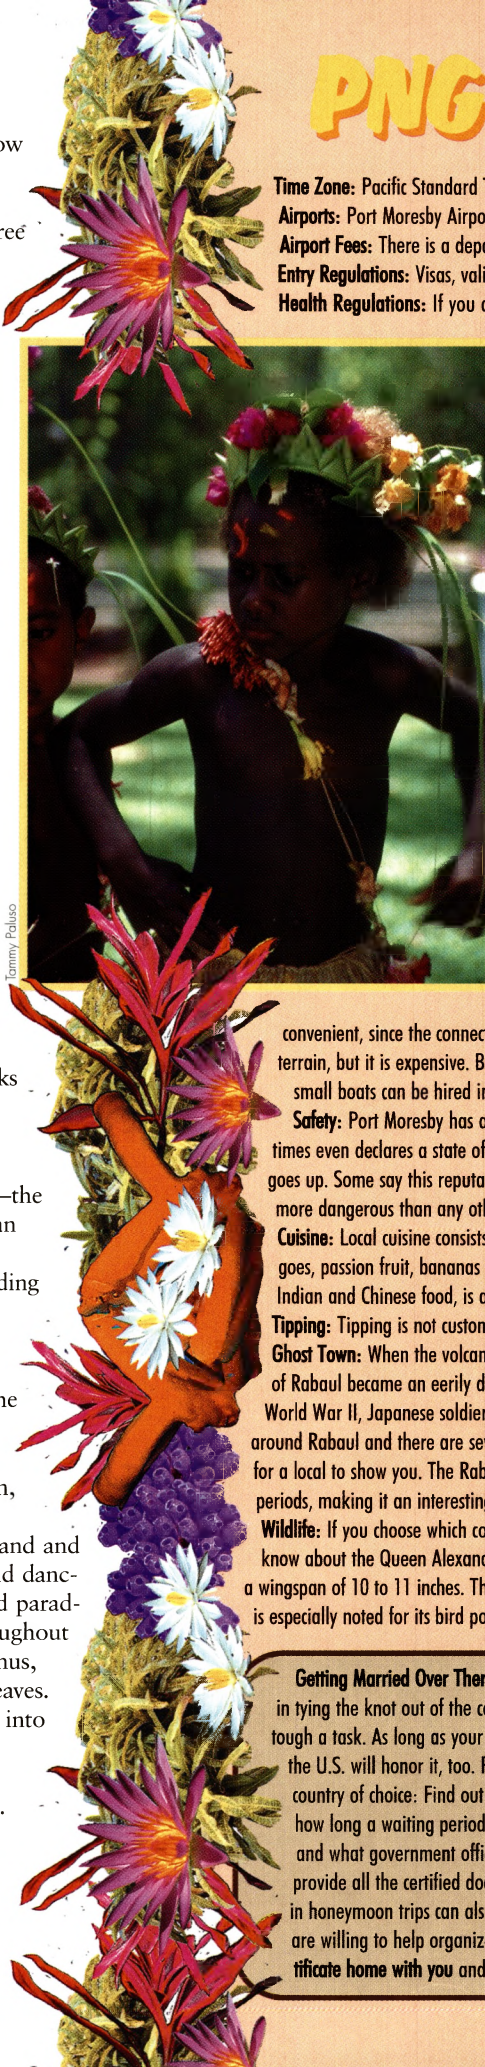 ow
ree
ks
–the
nn
ding
ne
n,
and and
d danc-
d parad-
ughout
nus,
eaves.
into
.
PNG
Time Zone: Pacific Standard T
Airports: Port Moresby Airpo
Airport Fees: There is a depa
Entry Regulations: Visas, vali
Health Regulations: If you c
Tammy Paluso
convenient, since the connect
terrain, but it is expensive. B
small boats can be hired in
Safety: Port Moresby has a
times even declares a state of
goes up. Some say this reputa
more dangerous than any oth
Cuisine: Local cuisine consists
goes, passion fruit, bananas
Indian and Chinese food, is a
Tipping: Tipping is not custom
Ghost Town: When the volcan
of Rabaul became an eerily d
World War II, Japanese soldier
around Rabaul and there are sev
for a local to show you. The Rab
periods, making it an interesting
Wildlife: If you choose which co
know about the Queen Alexand
a wingspan of 10 to 11 inches. Th
is especially noted for its bird po
Getting Married Over Ther
in tying the knot out of the co
tough a task. As long as your
the U.S. will honor it, too. F
country of choice: Find out
how long a waiting period
and what government offi
provide all the certified doc
in honeymoon trips can als
are willing to help organize
tificate home with you and